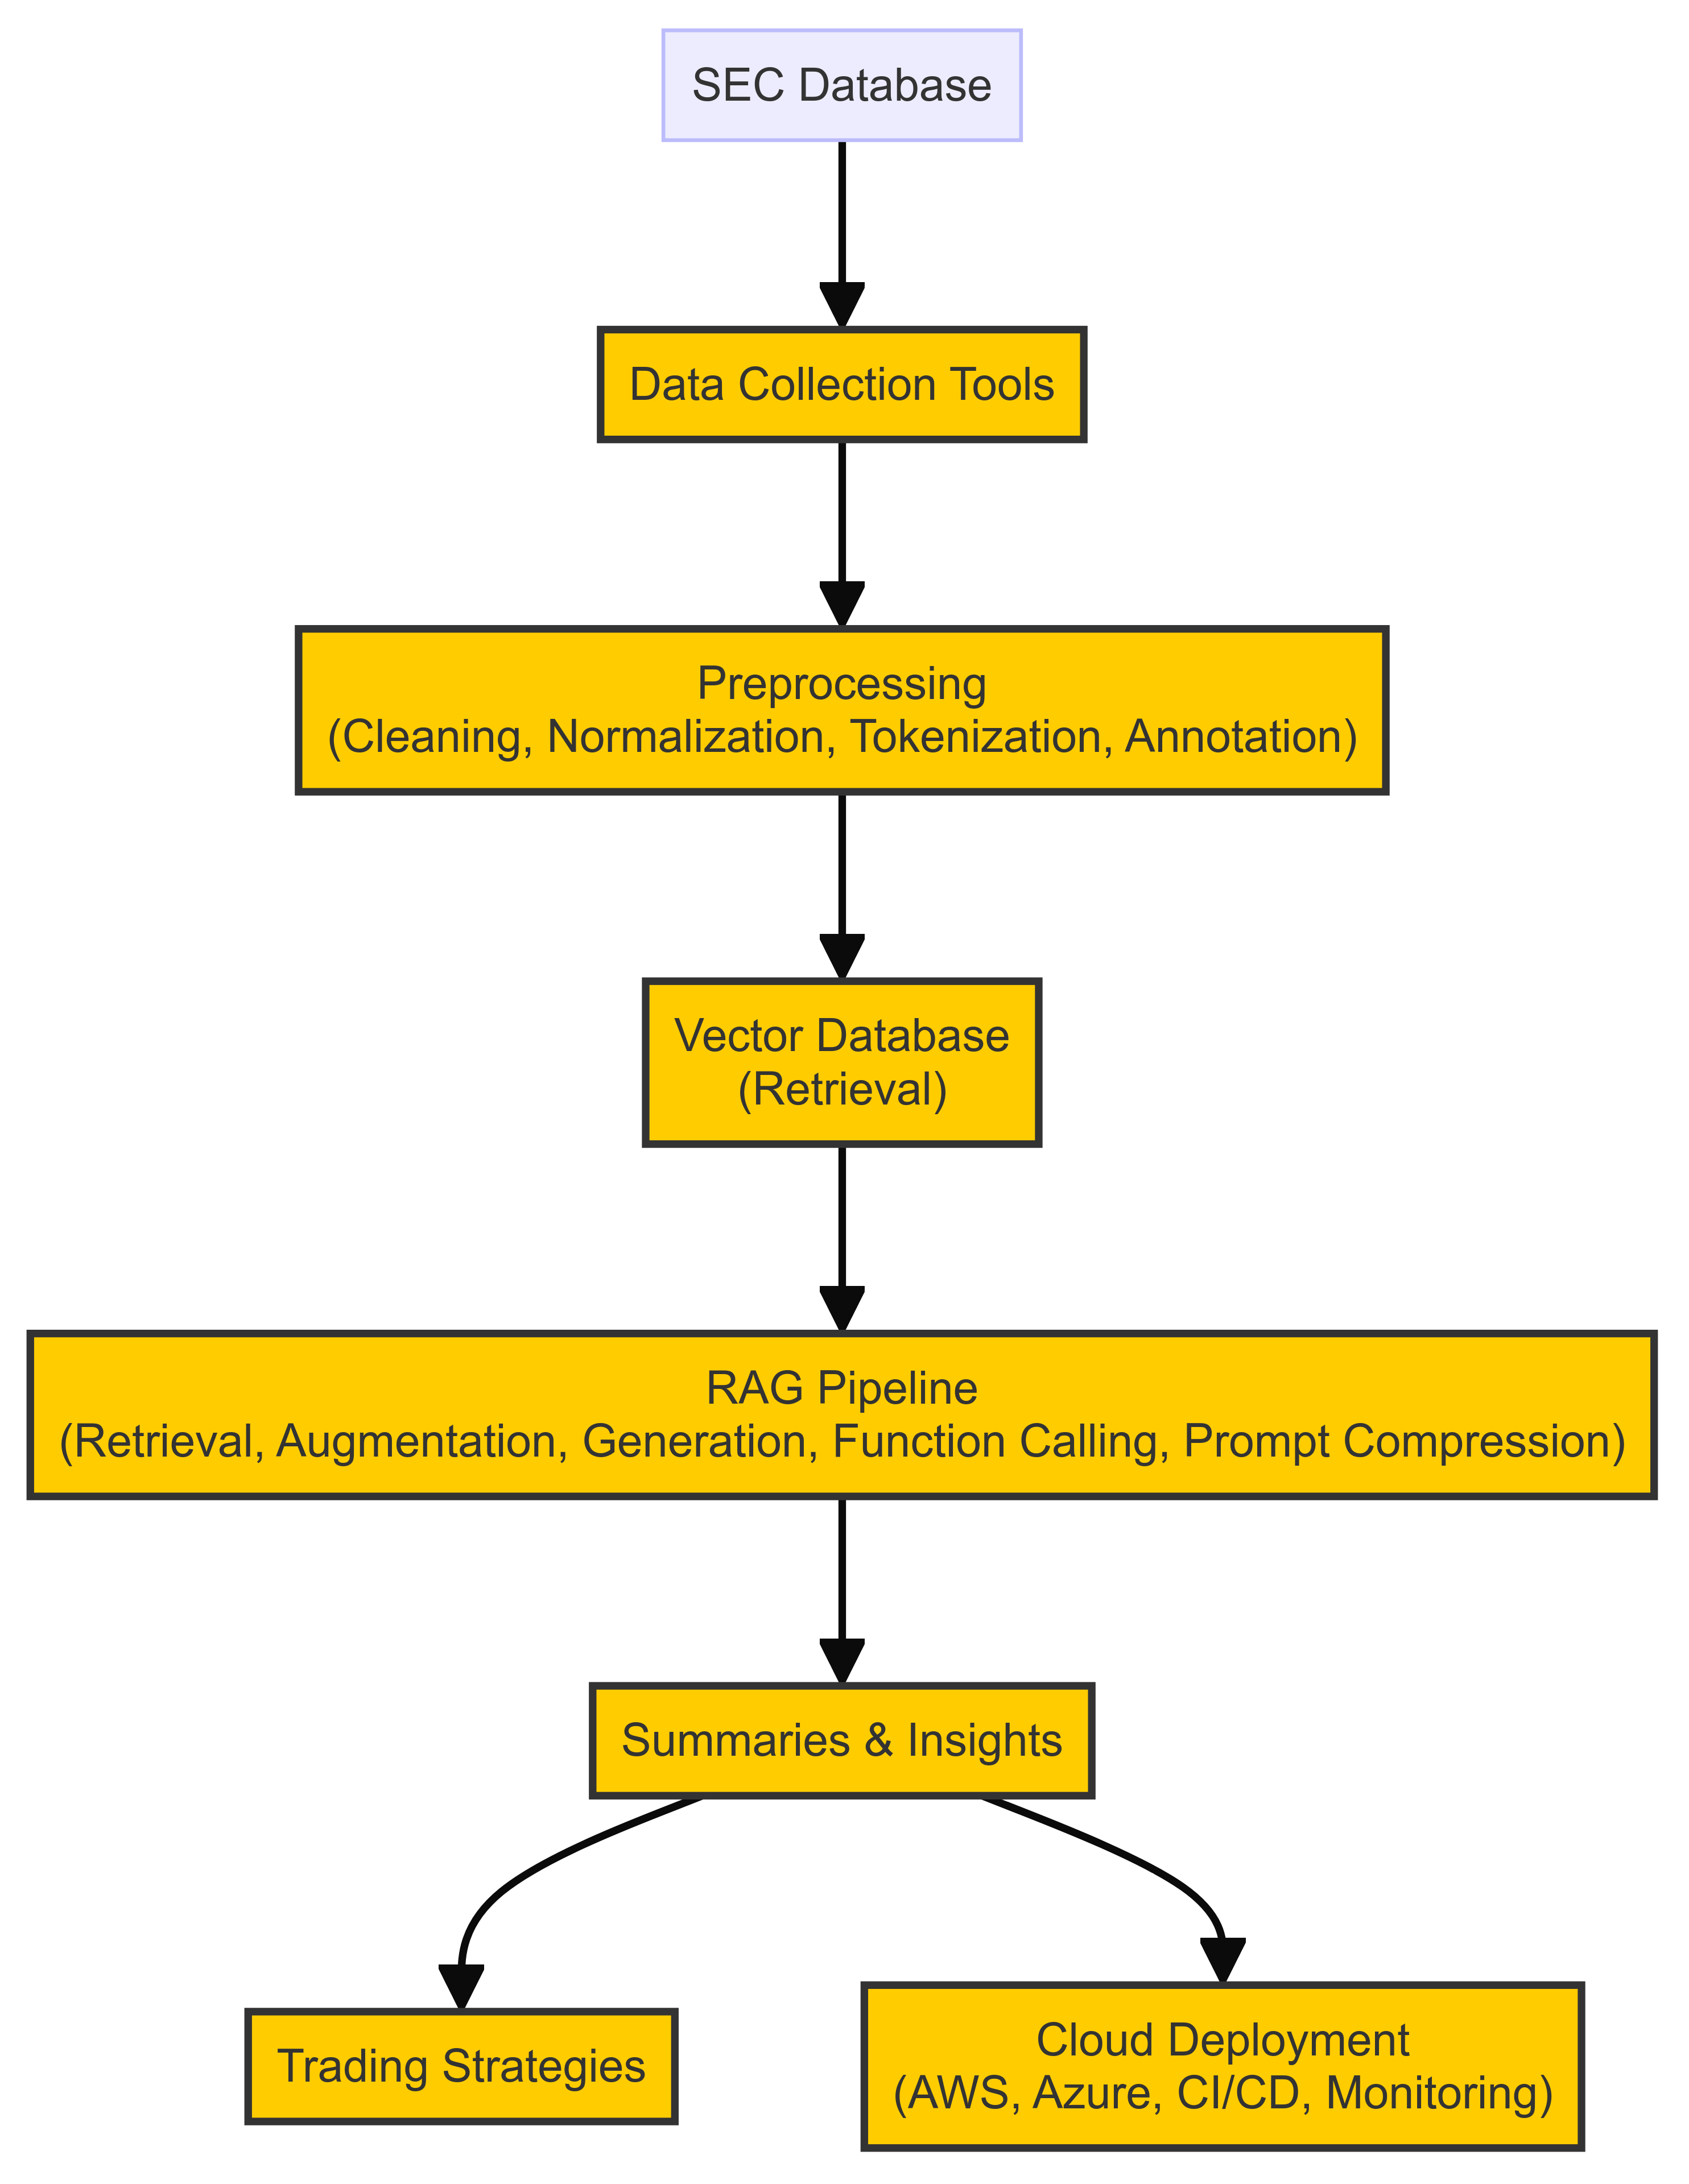 SEC Database
Data Collection Tools
Preprocessing
(Cleaning, Normalization, Tokenization, Annotation)
Vector Database
(Retrieval)
RAG Pipeline
(Retrieval, Augmentation, Generation, Function Calling, Prompt Compression)
Summaries & Insights
Trading Strategies
Cloud Deployment
(AWS, Azure, CI/CD, Monitoring)